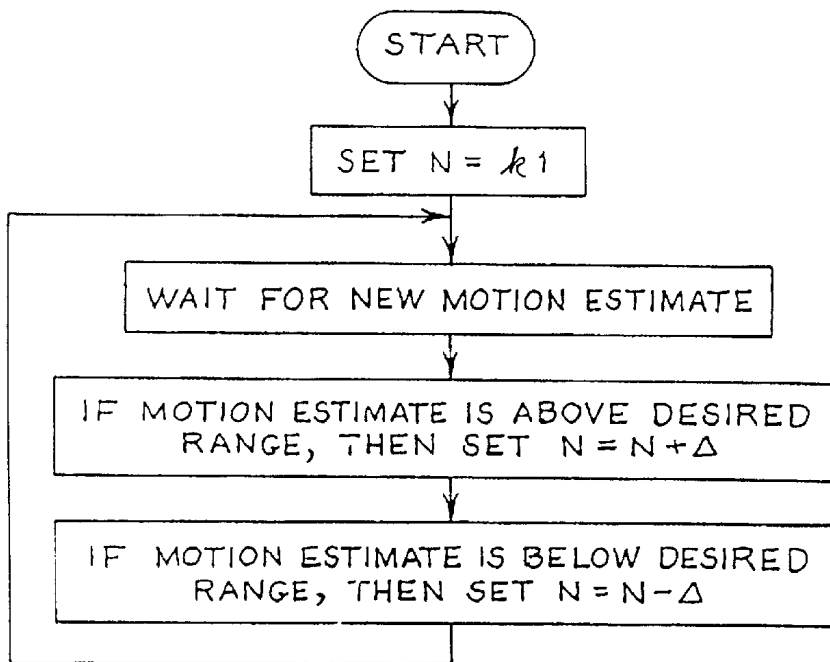 START
SET N = k1
WAIT FOR NEW MOTION ESTIMATE
IF MOTION ESTIMATE IS ABOVE DESIRED
RANGE, THEN SET N = N + Δ
IF MOTION ESTIMATE IS BELOW DESIRED
RANGE, THEN SET N = N - Δ